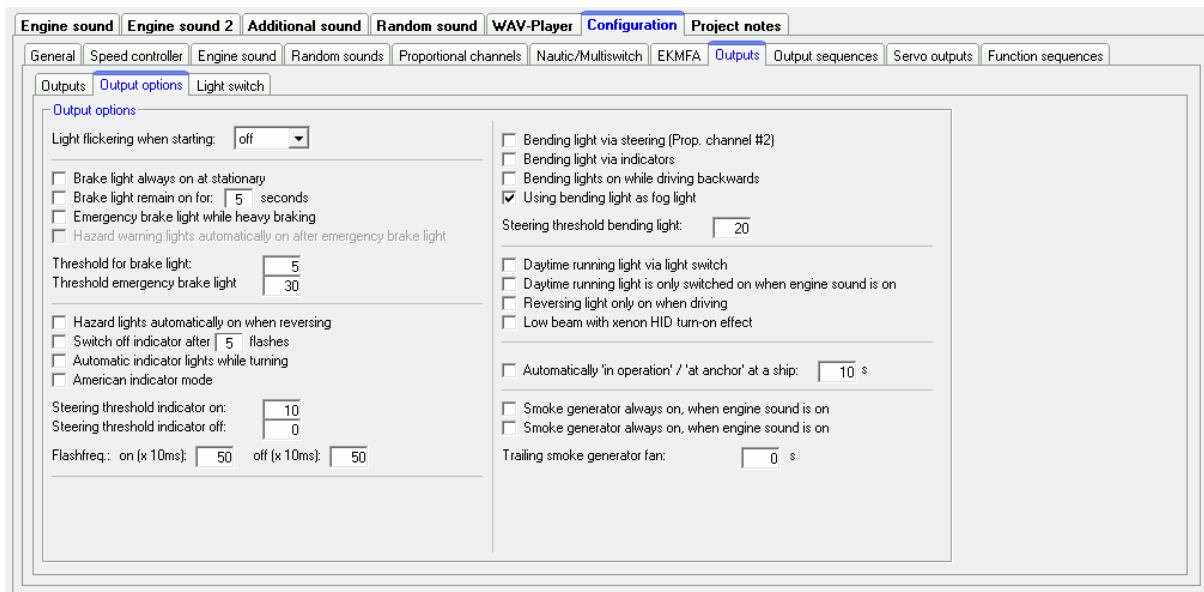 Engine sound Engine sound 2 Additional sound Random sound WAV-Player Configuration Project notes
General Speed controller Engine sound Random sounds Proportional channels Nautic/Multiswitch EKMFA Outputs Output sequences Servo outputs Function sequences
Outputs Output options Light switch
Output options
Light flickering when starting: off
Brake light always on at stationary
Brake light remain on for: 5 seconds
Emergency brake light while heavy braking
Hazard warning lights automatically on after emergency brake light
Threshold for brake light: 5
Threshold emergency brake light 30
Hazard lights automatically on when reversing
Switch off indicator after 5 flashes
Automatic indicator lights while turning
American indicator mode
Steering threshold indicator on: 10
Steering threshold indicator off: 0
Flashfreq.: on (x 10ms): 50 off (x 10ms): 50
Bending light via steering (Prop. channel #2)
Bending light via indicators
Bending lights on while driving backwards
Using bending light as fog light
Steering threshold bending light: 20
Daytime running light via light switch
Daytime running light is only switched on when engine sound is on
Reversing light only on when driving
Low beam with xenon HID turn-on effect
Automatically 'in operation' / 'at anchor' at a ship: 10 s
Smoke generator always on, when engine sound is on
Smoke generator always on, when engine sound is on
Trailing smoke generator fan: 0 s